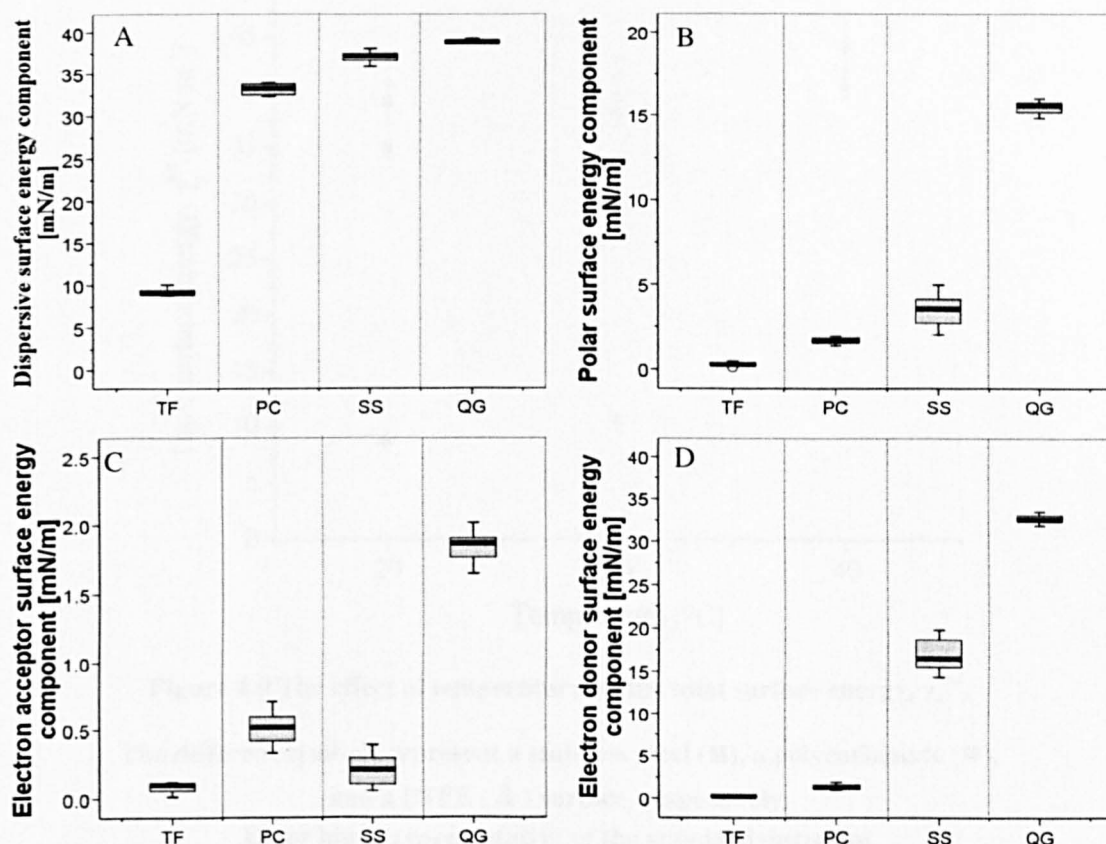 A
Dispersive surface energy component
[mN/m]
40
35
30
25
20
15
10
5
0
TF PC SS QG
B
Polar surface energy component
[mN/m]
20
15
10
5
0
TF PC SS QG
C
Electron acceptor surface energy
component [mN/m]
2.5
2.0
1.5
1.0
0.5
0.0
TF PC SS QG
D
Electron donor surface energy
component [mN/m]
40
35
30
25
20
15
10
5
0
TF PC SS QG